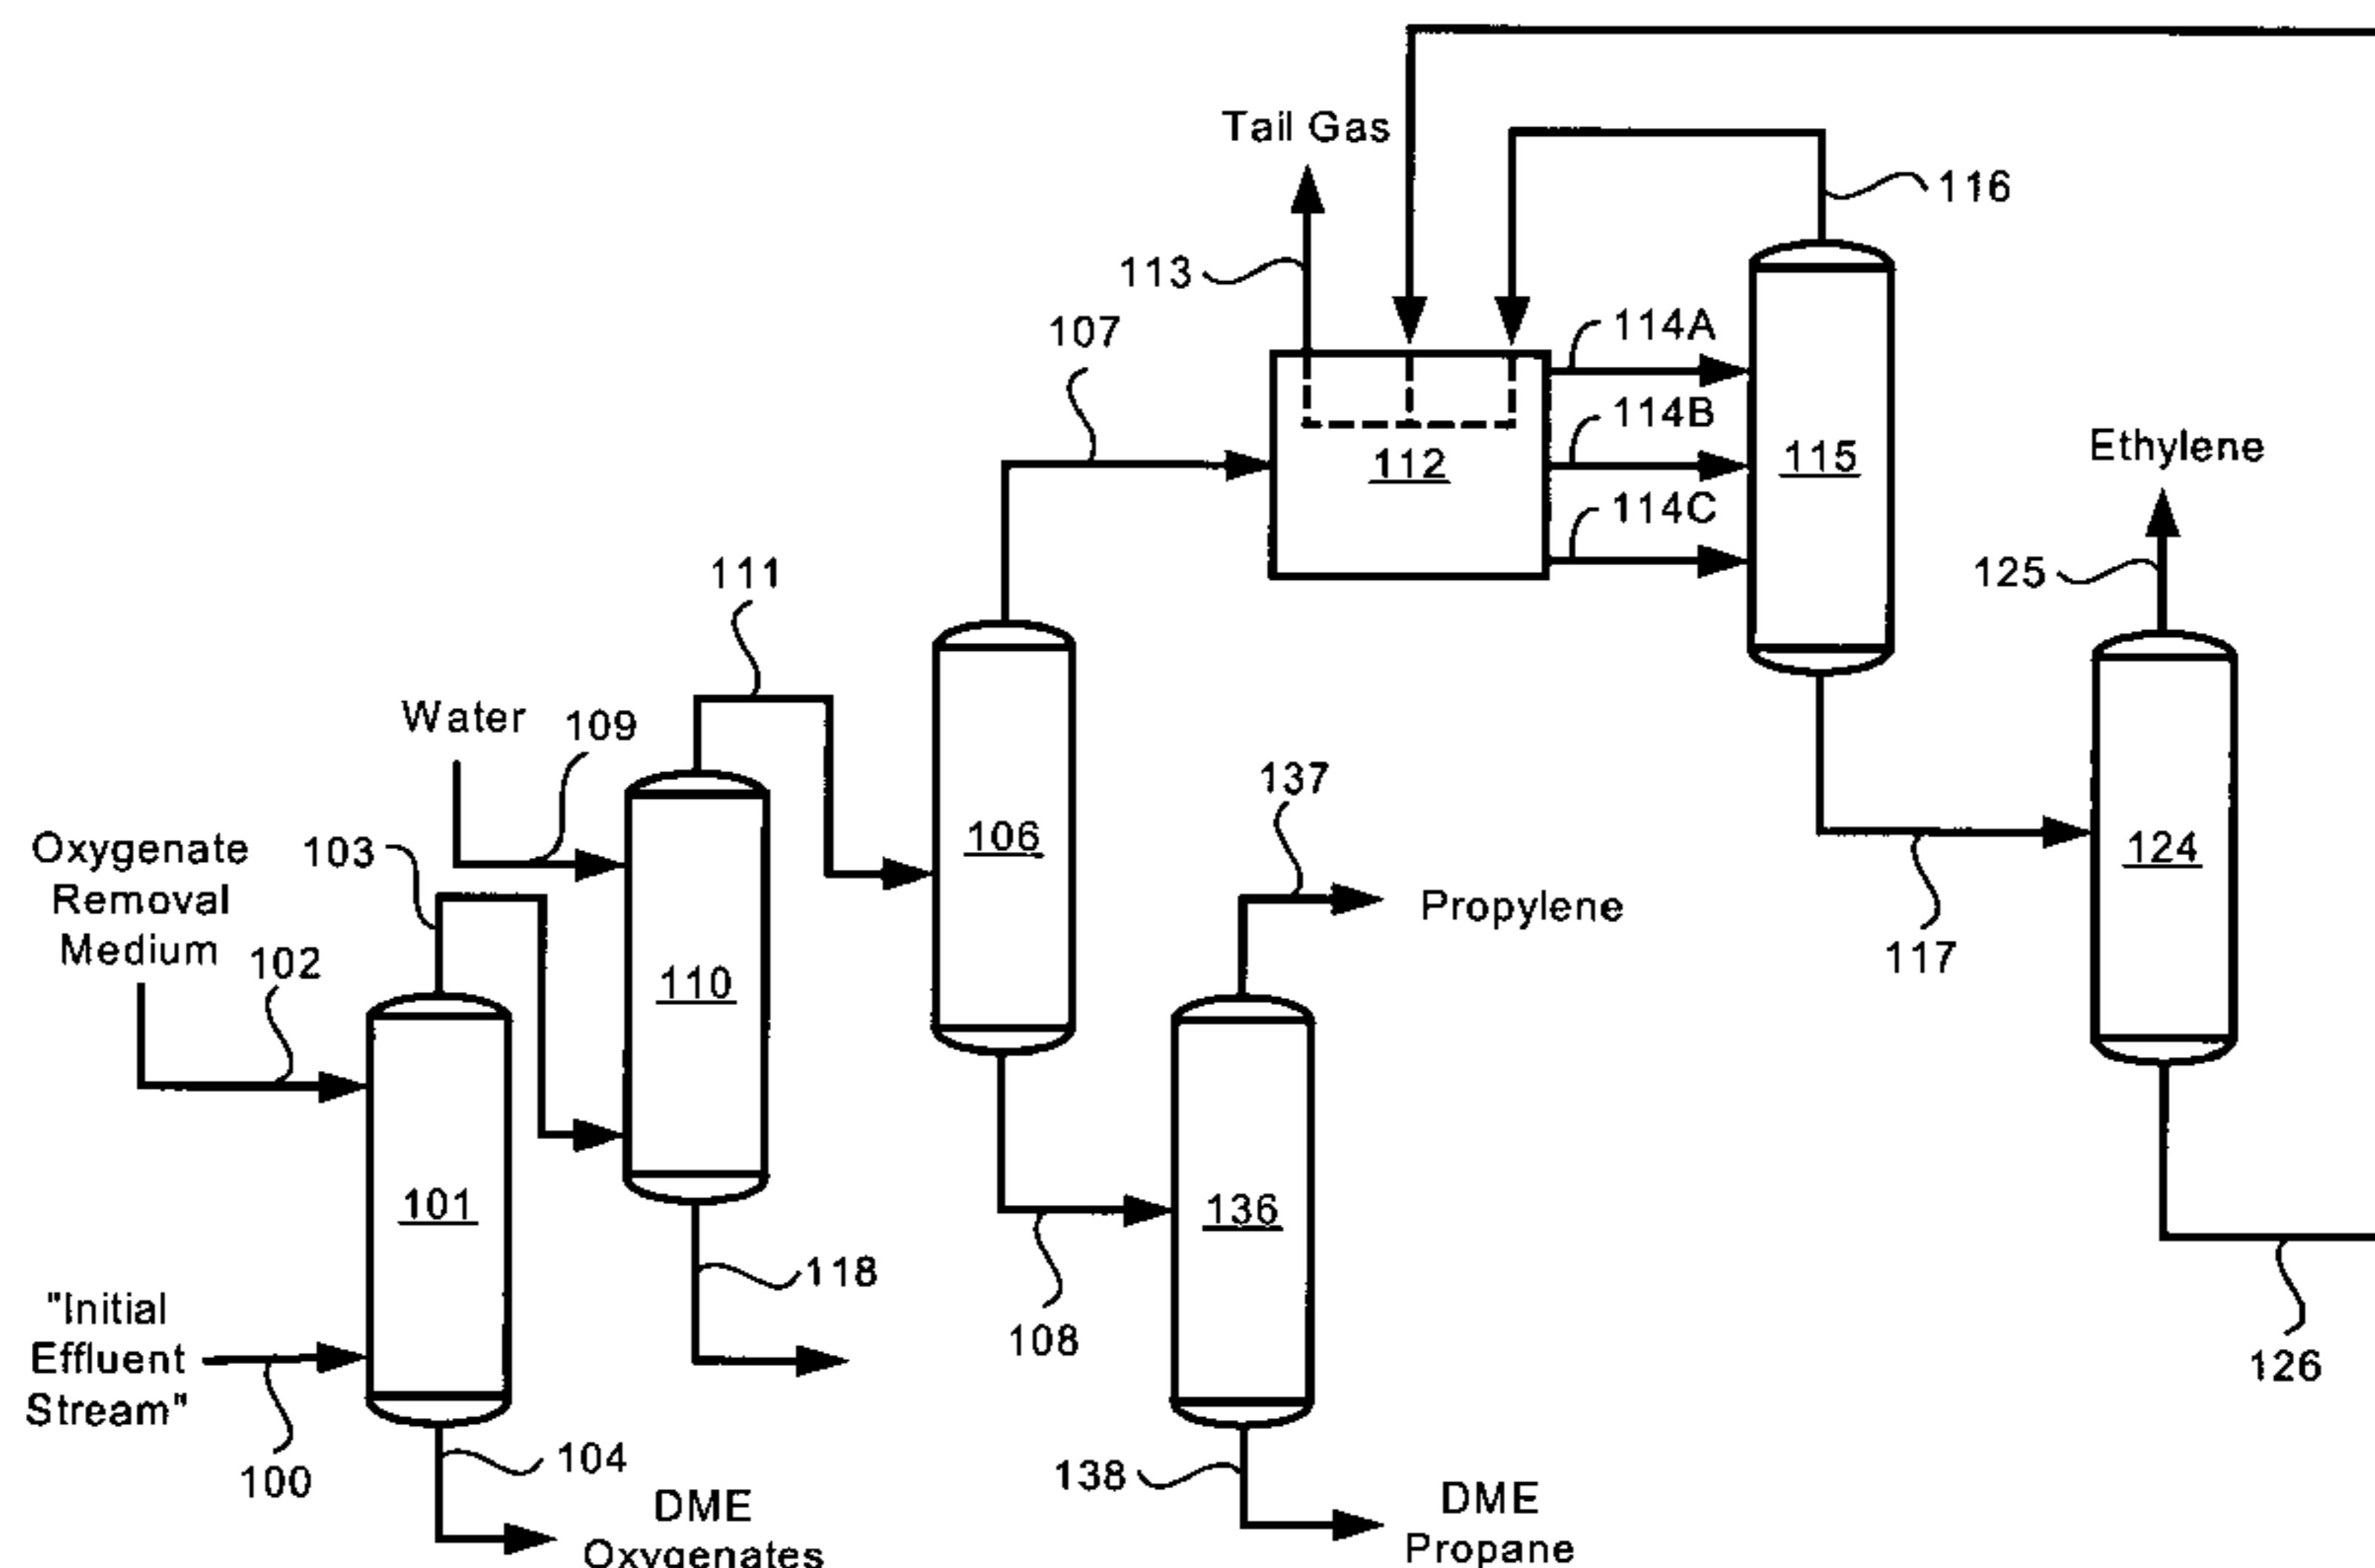 Tail Gas
116
113
114A
107
114B
112
115
Ethylene
114C
111
125
Water
109
137
106
Oxygenate
Removal
Medium
103
124
Propylene
102
110
117
101
136
118
"Initial
Effluent
Stream"
108
126
100
104
138
DME
Oxygenates
DME
Propane